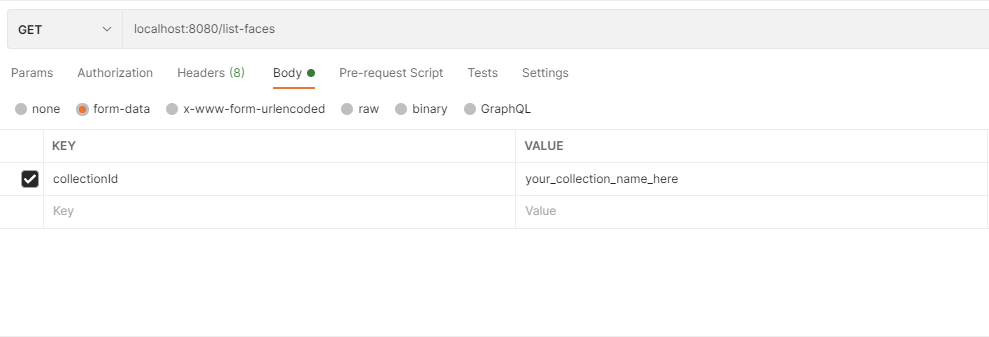 GET localhost:8080/list-faces
Params Authorization Headers (8) Body Pre-request Script Tests Settings
none form-data x-www-form-urlencoded raw binary GraphQL
KEY VALUE
collectionId your_collection_name_here
Key Value